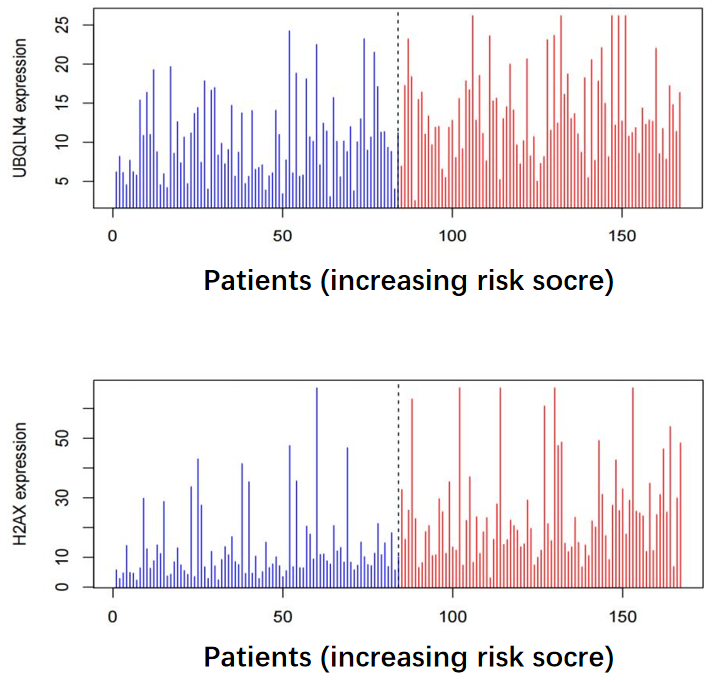 UBQLN4 expression
25
20
15
10
5
0 50 100 150
Patients (increasing risk socre)
H2AX expression
50
30
10
0
0 50 100 150
Patients (increasing risk socre)